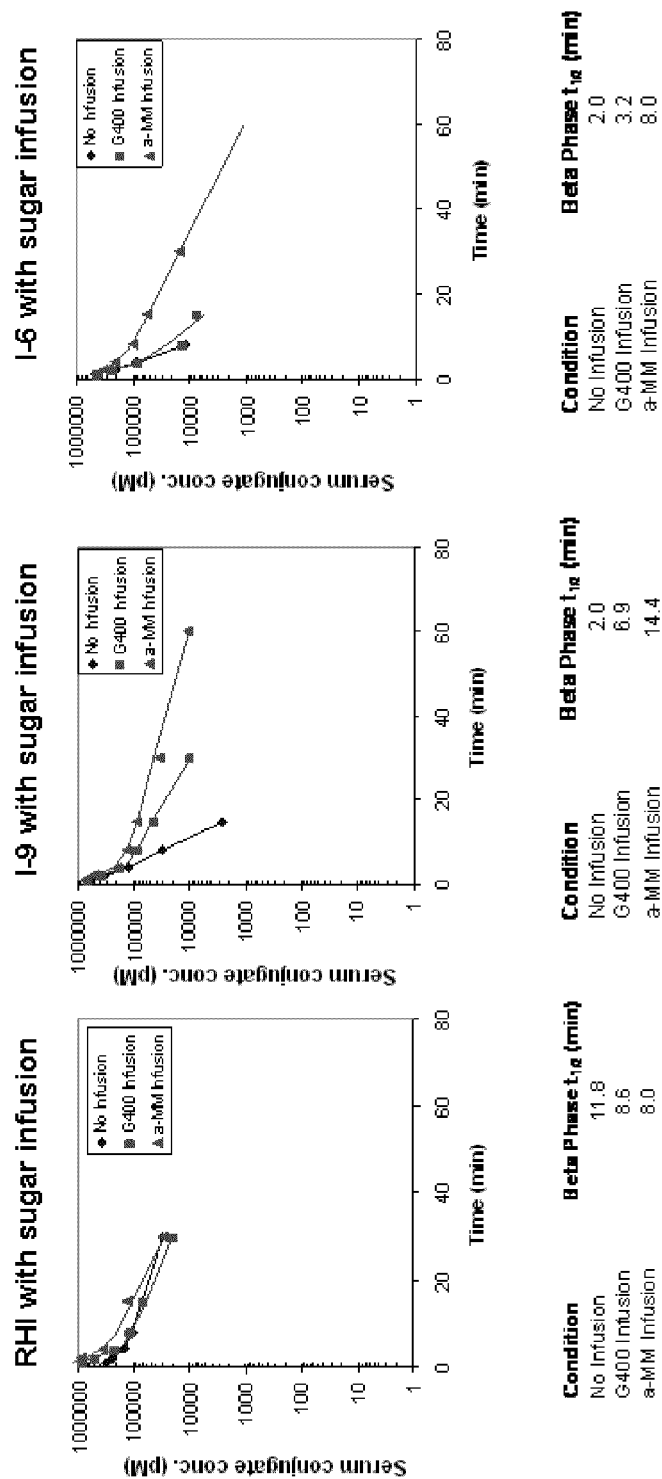 RHI with sugar infusion
Serum conjugate conc. (pM)
1000000
100000
10000
1000
100
10
1
0
20
40
60
80
Time (min)
No Infusion
G400 Infusion
a-MM Infusion
Condition Beta Phase t1/2 (min)
No Infusion 11.8
G400 Infusion 8.6
a-MM Infusion 8.0
I-9 with sugar infusion
Serum conjugate conc. (pM)
1000000
100000
10000
1000
100
10
1
0
20
40
60
80
Time (min)
No Infusion
G400 Infusion
a-MM Infusion
Condition Beta Phase t1/2 (min)
No Infusion 2.0
G400 Infusion 6.9
a-MM Infusion 14.4
I-6 with sugar infusion
Serum conjugate conc. (pM)
1000000
100000
10000
1000
100
10
1
0
20
40
60
80
Time (min)
No Infusion
G400 Infusion
a-MM Infusion
Condition Beta Phase t1/2 (min)
No Infusion 2.0
G400 Infusion 3.2
a-MM Infusion 8.0